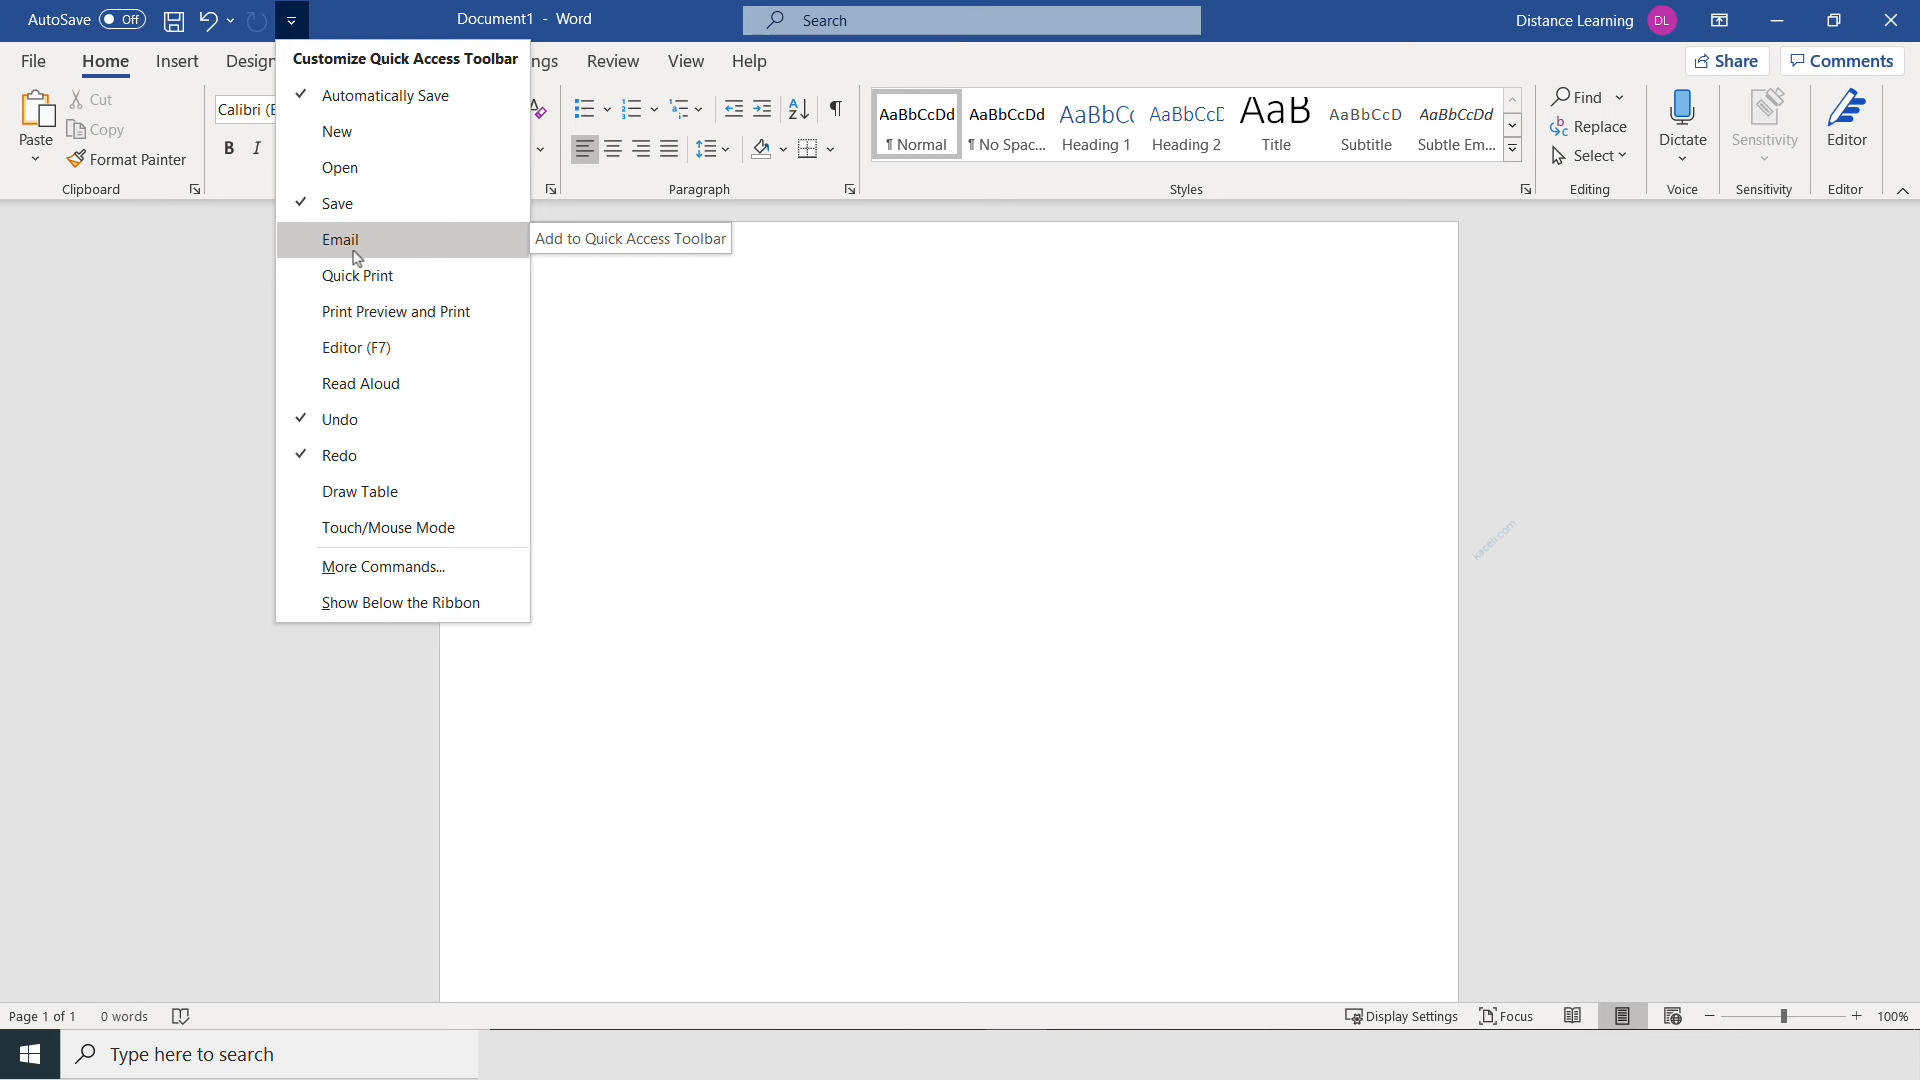 AutoSave Off
Document1 - Word
Search
Distance Learning DL
File Home Insert Design
Customize Quick Access Toolbar
ngs Review View Help
Share Comments
Automatically Save
New
Open
Save
Email
Add to Quick Access Toolbar
Quick Print
Print Preview and Print
Editor (F7)
Read Aloud
Undo
Redo
Draw Table
Touch/Mouse Mode
More Commands...
Show Below the Ribbon
Paste
Cut
Copy
Format Painter
Clipboard
Calibri (B
B I
Paragraph
AaBbCcDd AaBbCcDd AaBbCc AaBbCcD AaB AaBbCcD AaBbCcDd
¶ Normal ¶ No Spac... Heading 1 Heading 2 Title Subtitle Subtle Em...
Styles
Find
Replace
Select
Editing
Dictate
Voice
Sensitivity
Sensitivity
Editor
Editor
kaceli.com
Page 1 of 1 0 words
Display Settings Focus 100%
Type here to search